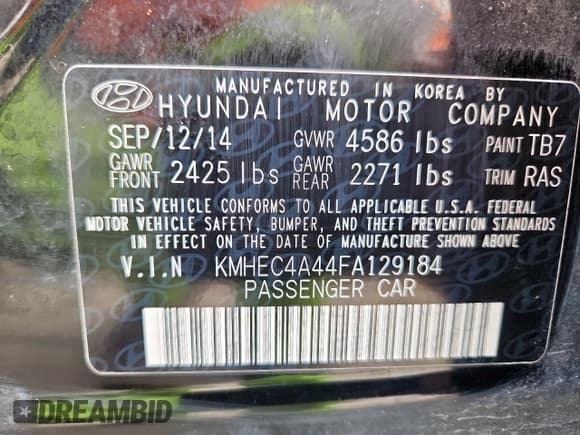 MANUFACTURED IN KOREA BY
HYUNDAI MOTOR COMPANY
SEP/12/14 GVWR 4586 lbs PAINT TB7
GAWR FRONT 2425 lbs GAWR REAR 2271 lbs TRIM RAS
THIS VEHICLE CONFORMS TO ALL APPLICABLE U.S.A. FEDERAL
MOTOR VEHICLE SAFETY, BUMPER, AND THEFT PREVENTION STANDARDS
IN EFFECT ON THE DATE OF MANUFACTURE SHOWN ABOVE.
V.I.N KMHEC4A44FA129184
PASSENGER CAR
DREAMBID